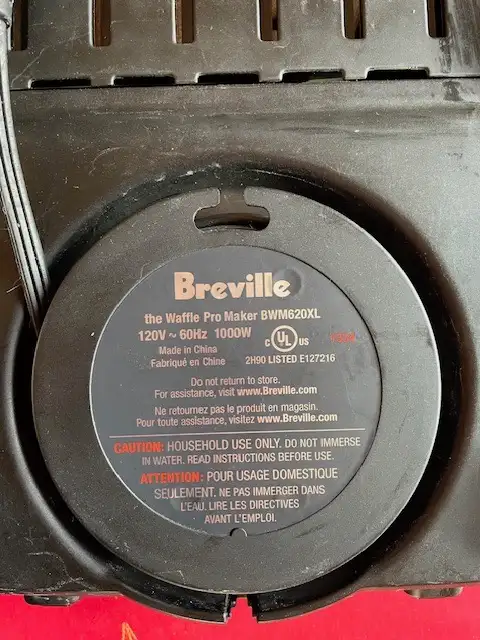 Breville
the Waffle Pro Maker BWM620XL
120V ~ 60Hz 1000W
Made in China
Fabriqué en Chine
C UL US
2H90 LISTED E127216
Do not return to store.
For assistance, visit www.Breville.com
Ne retournez pas le produit en magasin.
Pour toute assistance, visitez www.Breville.com
CAUTION: HOUSEHOLD USE ONLY. DO NOT IMMERSE
IN WATER. READ INSTRUCTIONS BEFORE USE.
ATTENTION: POUR USAGE DOMESTIQUE
SEULEMENT. NE PAS IMMERGER DANS
L'EAU. LIRE LES DIRECTIVES
AVANT L'EMPLOI.